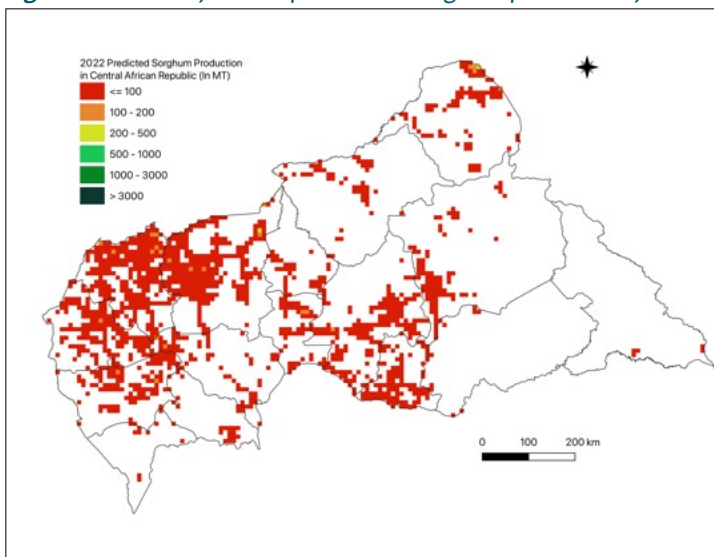 2022 Predicted Sorghum Production
in Central African Republic (In MT)
<= 100
100 - 200
200 - 500
500 - 1000
1000 - 3000
> 3000
0 100 200 km